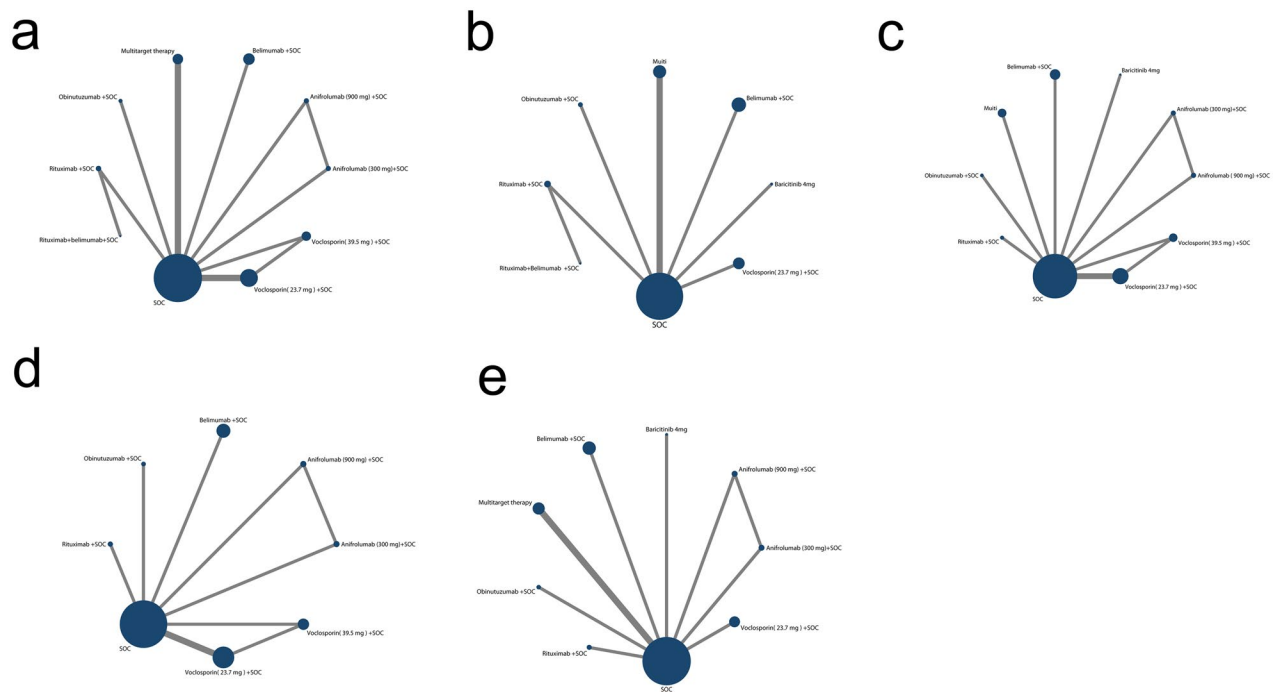 a
Multitarget therapy
Belimumab +SOC
Obinutuzumab +SOC
Anifrolumab (900 mg) +SOC
Rituximab +SOC
Anifrolumab (300 mg)+SOC
Rituximab+belimumab+SOC
Voclosporin( 39.5 mg ) +SOC
Voclosporin( 23.7 mg ) +SOC
SOC
b
Muiti
Obinutuzumab +SOC
Belimumab +SOC
Rituximab +SOC
Baricitinib 4mg
Rituximab+Belimumab +SOC
Voclosporin( 23.7 mg ) +SOC
SOC
c
Belimumab +SOC
Baricitinib 4mg
Muiti
Anifrolumab (300 mg)+SOC
Obinutuzumab +SOC
Anifrolumab ( 900 mg) +SOC
Rituximab +SOC
Voclosporin( 39.5 mg ) +SOC
Voclosporin( 23.7 mg ) +SOC
SOC
d
Belimumab +SOC
Obinutuzumab +SOC
Anifrolumab (900 mg) +SOC
Rituximab +SOC
Anifrolumab (300 mg)+SOC
Voclosporin( 39.5 mg ) +SOC
SOC
Voclosporin( 23.7 mg ) +SOC
e
Baricitinib 4mg
Belimumab +SOC
Anifrolumab (900 mg) +SOC
Multitarget therapy
Anifrolumab (300 mg)+SOC
Obinutuzumab +SOC
Voclosporin( 23.7 mg ) +SOC
Rituximab +SOC
SOC